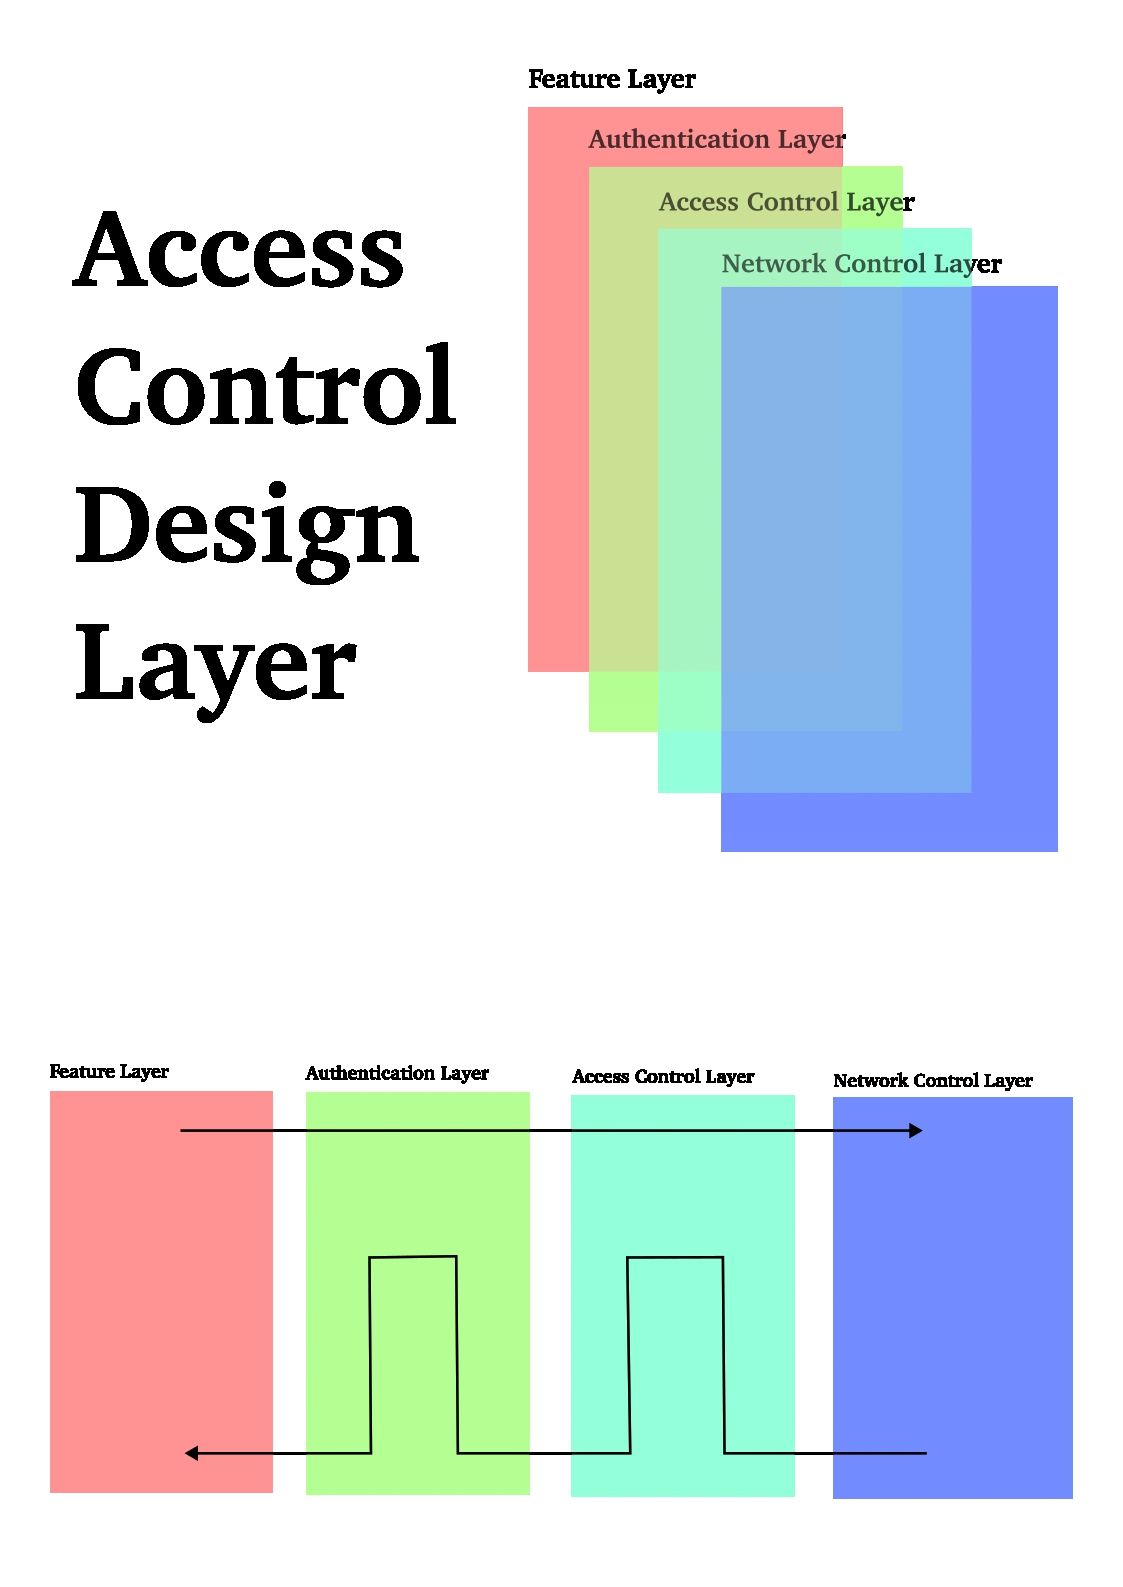 Access
Control
Design
Layer
Feature Layer
Authentication Layer
Access Control Layer
Network Control Layer
Feature Layer
Authentication Layer
Access Control Layer
Network Control Layer